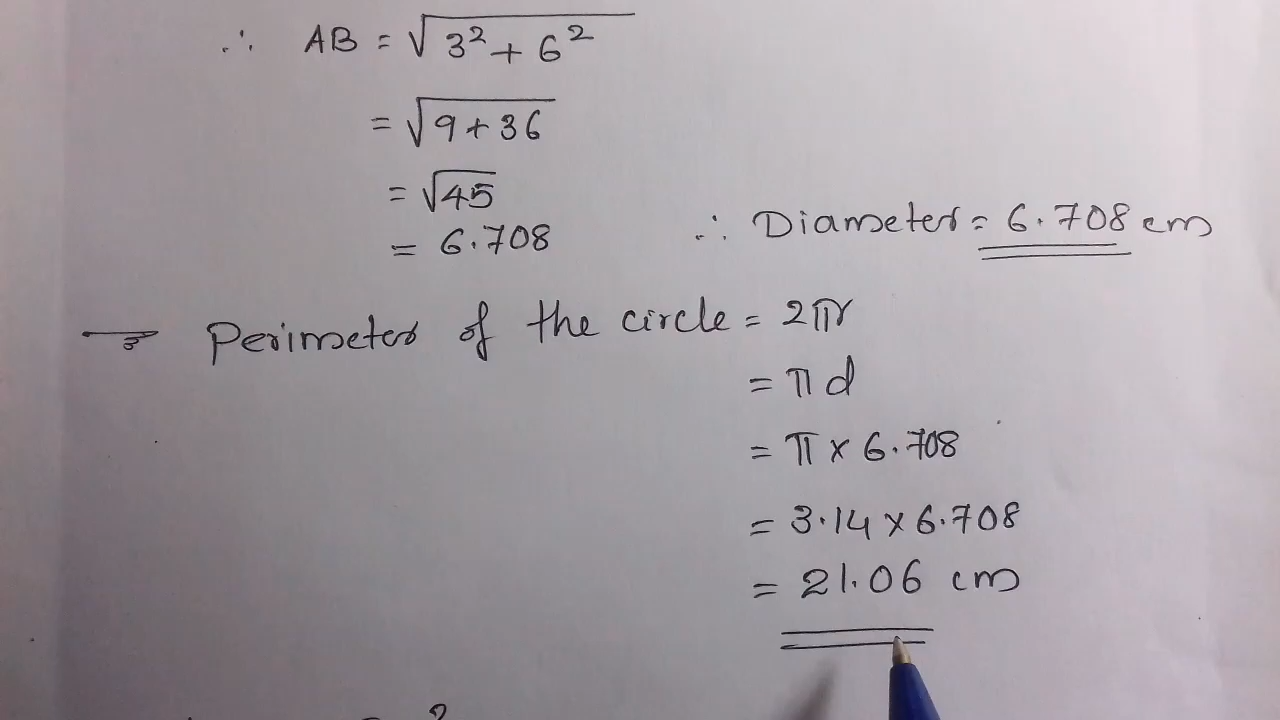 ∴ AB = √3² + 6²
= √9 + 36
= √45
= 6.708
∴ Diameter = 6.708 cm
Perimeter of the circle = 2πr
= πd
= π × 6.708
= 3.14 × 6.708
= 21.06 cm